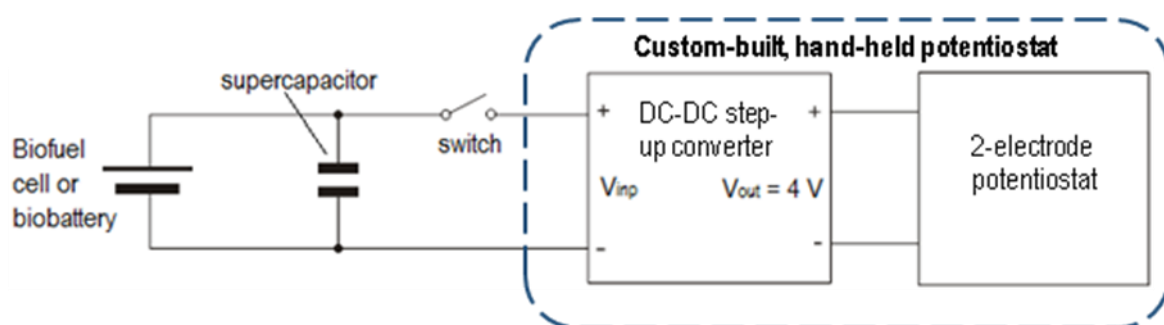 Custom-built, hand-held potentiostat
supercapacitor
switch
Biofuel
cell or
biobattery
+
DC-DC step-
up converter
+
Vinp
Vout = 4 V
-
-
2-electrode
potentiostat